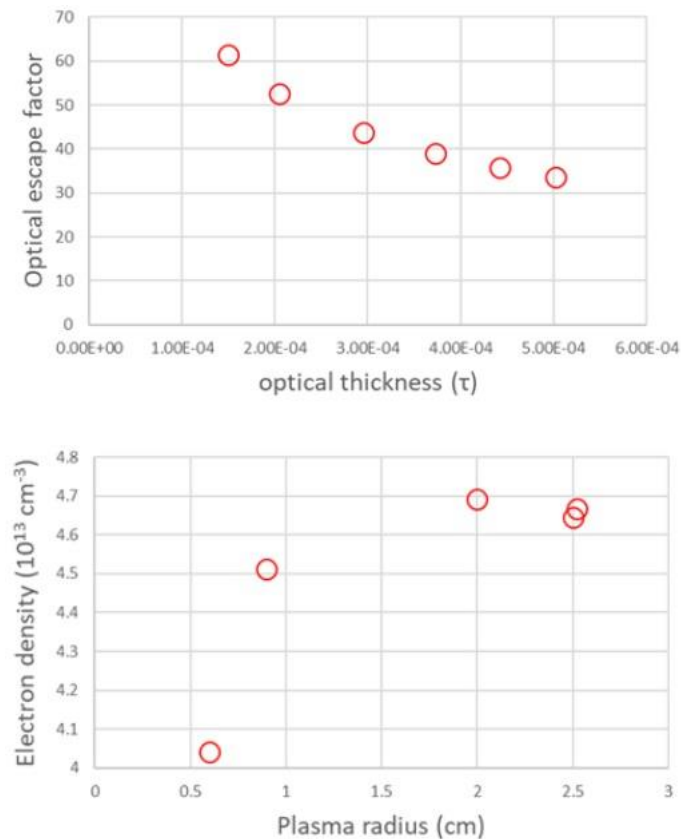 70
60
50
40
30
20
10
0
Optical escape factor
0.00E+00 1.00E-04 2.00E-04 3.00E-04 4.00E-04 5.00E-04 6.00E-04
optical thickness (τ)
4.8
4.7
4.6
4.5
4.4
4.3
4.2
4.1
4
Electron density (10¹³ cm⁻³)
0 0.5 1 1.5 2 2.5 3
Plasma radius (cm)